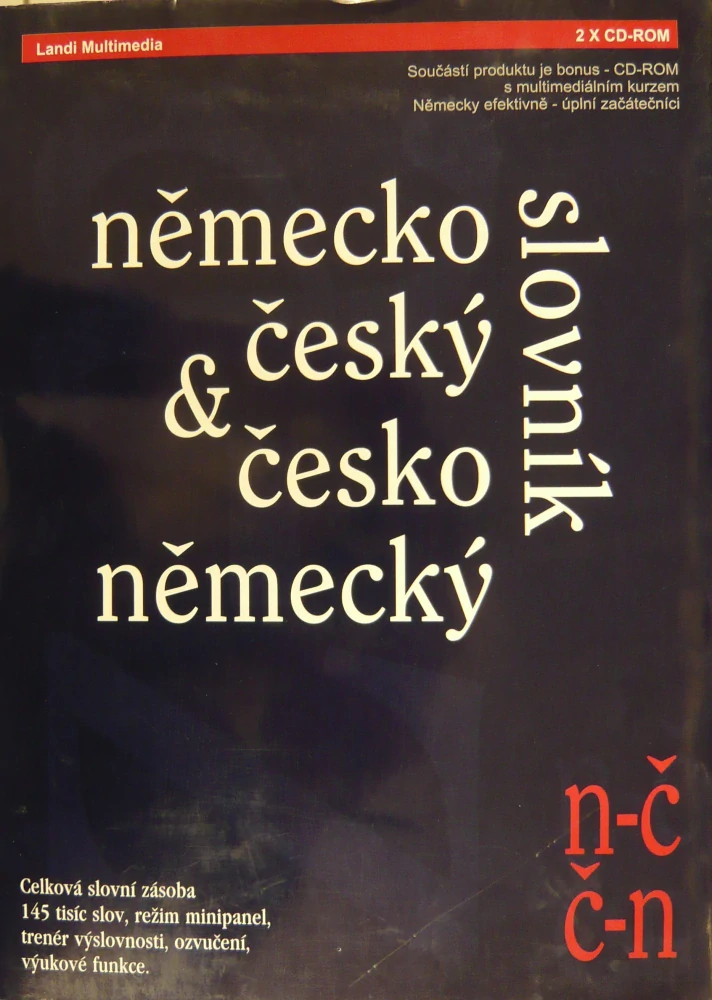 Landi Multimedia
2 X CD-ROM
Součástí produktu je bonus - CD-ROM
s multimediálním kurzem
Německy efektivně - úplní začátečníci
německo
český
&
česko
německý
slovník
n-č
č-n
Celková slovní zásoba
145 tisíc slov, režim minipanel,
trenér výslovnosti, ozvučení,
výukové funkce.